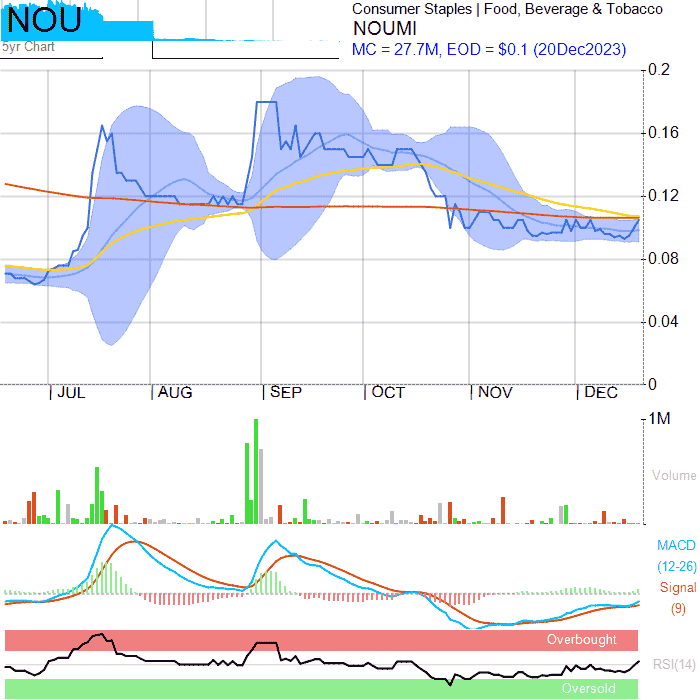 NOU
5yr Chart
Consumer Staples | Food, Beverage & Tobacco
NOUMI
MC = 27.7M, EOD = $0.1 (20Dec2023)
0.2
0.16
0.12
0.08
0.04
0
JUL AUG SEP OCT NOV DEC
1M
Volume
MACD
(12-26)
Signal
(9)
Overbought
RSI(14)
Oversold